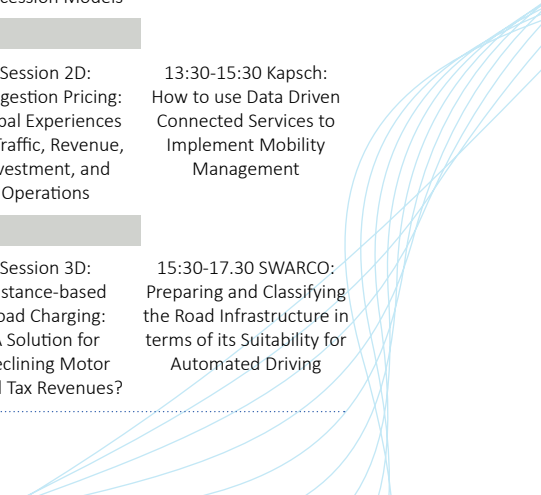 cession Models
Session 2D:
gestion Pricing:
bal Experiences
raffic, Revenue,
vestment, and
Operations
13:30-15:30 Kapsch:
How to use Data Driven
Connected Services to
Implement Mobility
Management
Session 3D:
stance-based
oad Charging:
Solution for
eclining Motor
l Tax Revenues?
15:30-17.30 SWARCO:
Preparing and Classifying
the Road Infrastructure in
terms of its Suitability for
Automated Driving